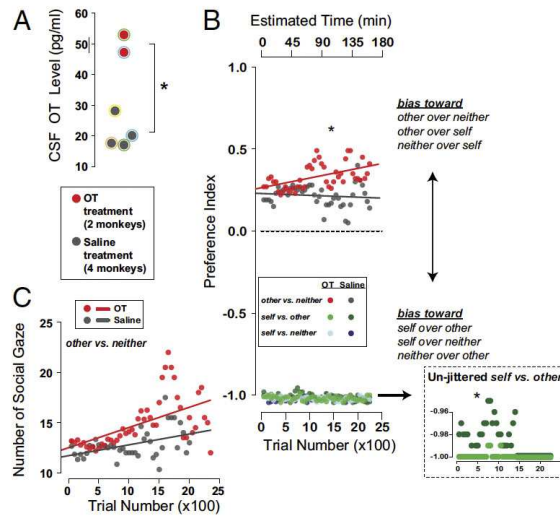 A
CSF OT Level (pg/ml)
60
50
40
30
20
10
0
*
OT
treatment
(2 monkeys)
Saline
treatment
(4 monkeys)
B
Estimated Time (min)
0 45 90 135 180
Preference Index
1.0
0.5
0.0
-0.5
-1.0
*
OT Saline
other vs. neither
self vs. other
self vs. neither
0 5 10 15 20 25
Trial Number (x100)
bias toward
other over neither
other over self
neither over self
bias toward
self over other
self over neither
neither over other
Un-jittered self vs. other
*
-0.96
-0.98
-1.00
0 5 10 15 20
C
OT
Saline
other vs. neither
Number of Social Gaze
25
20
15
10
0 5 10 15 20 25
Trial Number (x100)